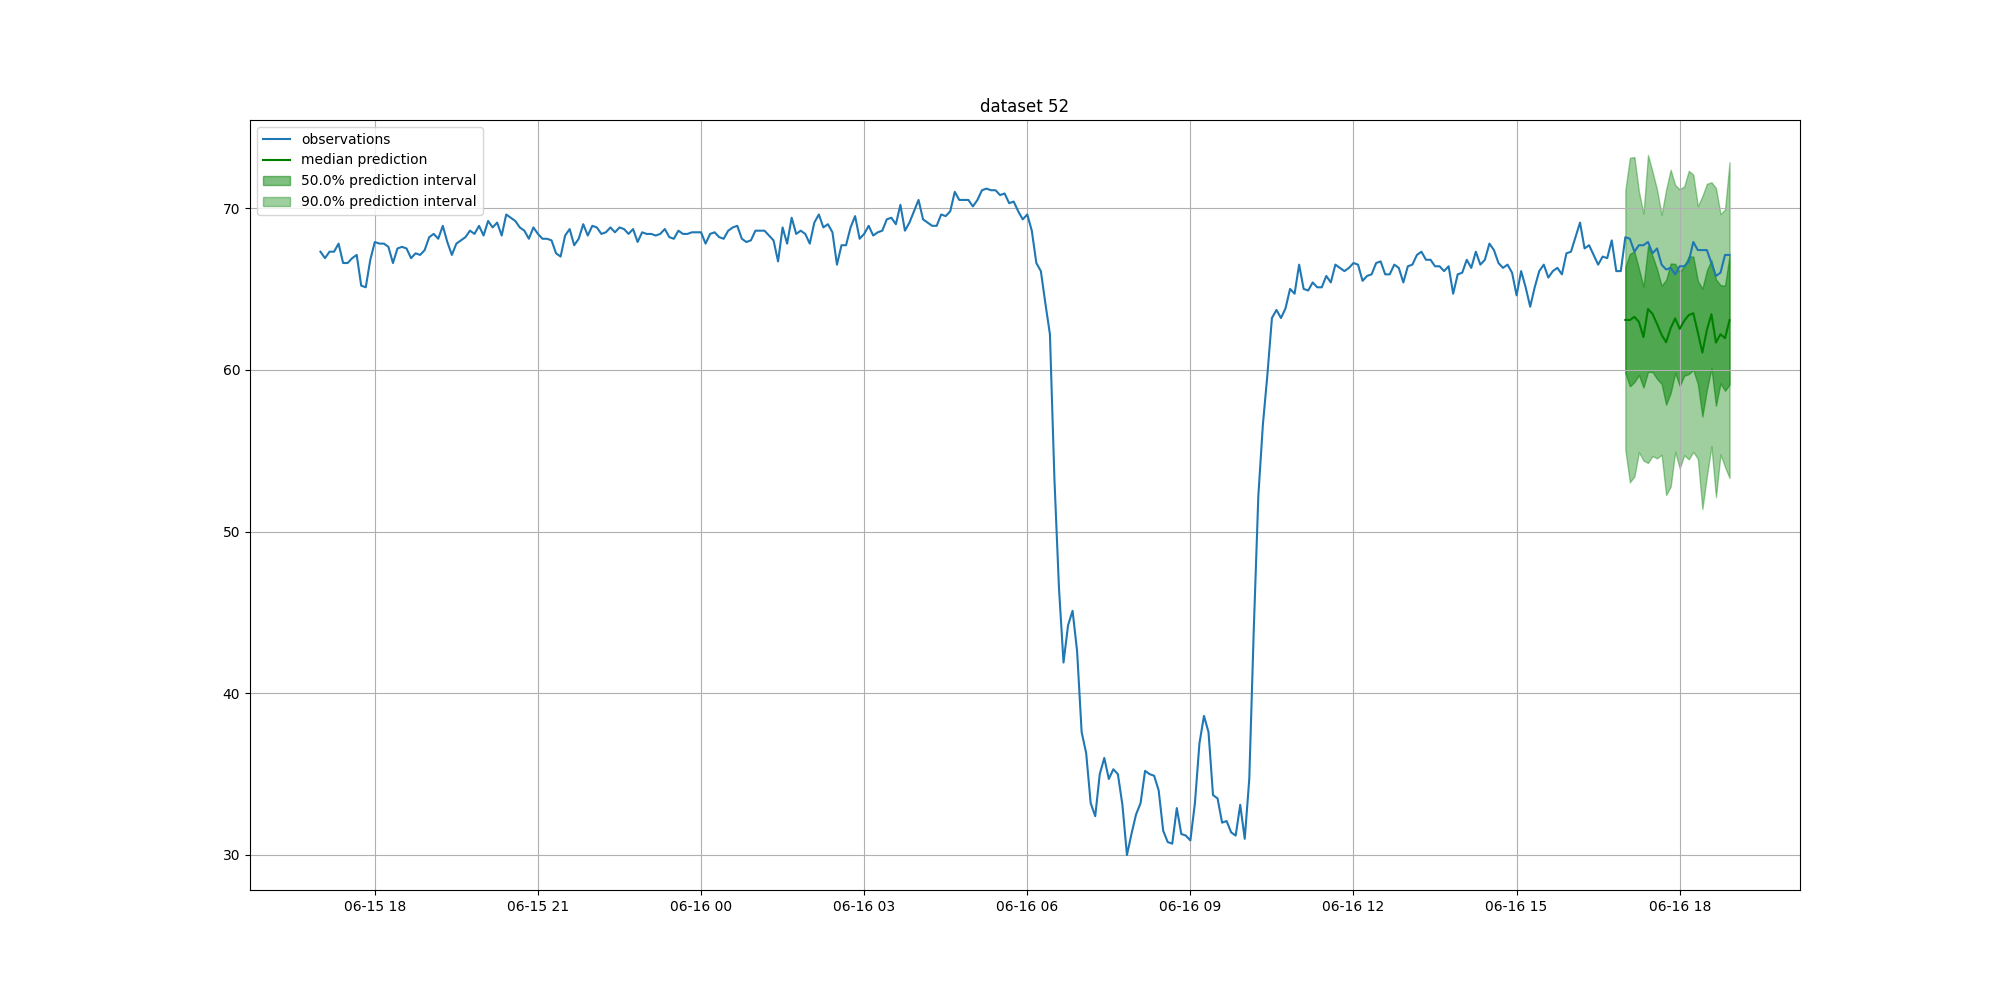 dataset 52
observations
median prediction
50.0% prediction interval
90.0% prediction interval
70
60
50
40
30
06-15 18
06-15 21
06-16 00
06-16 03
06-16 06
06-16 09
06-16 12
06-16 15
06-16 18